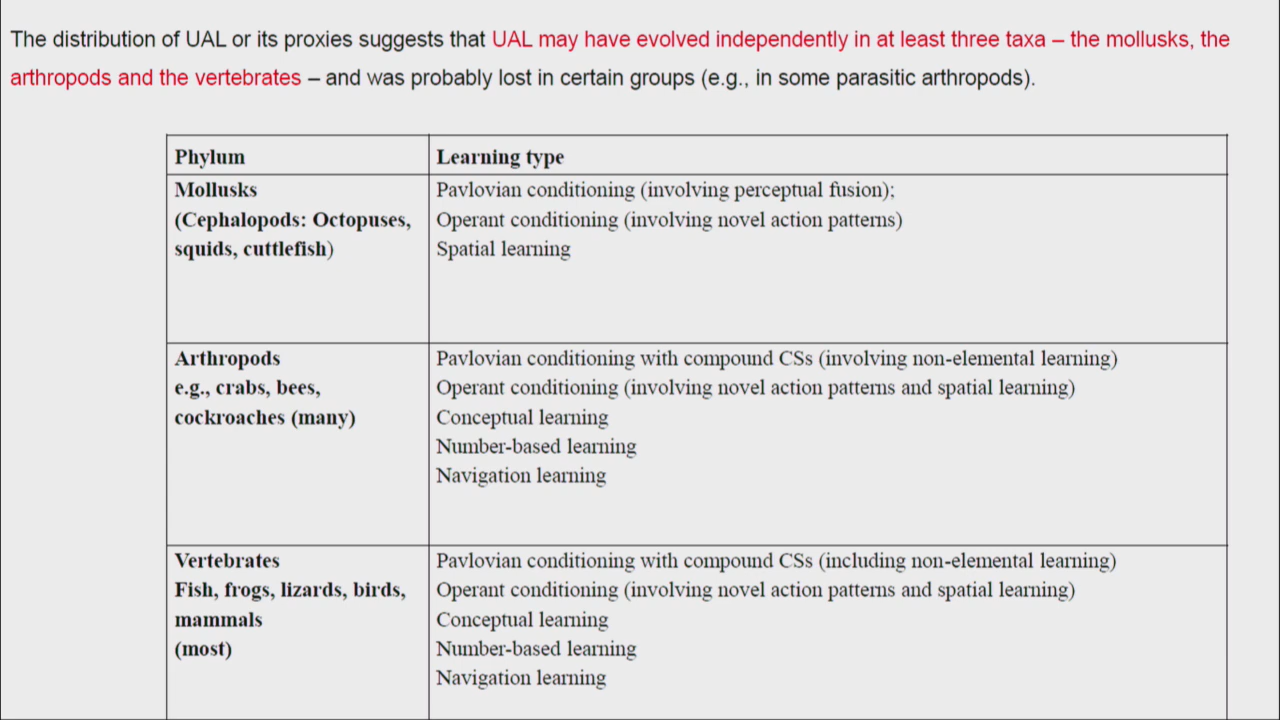 The distribution of UAL or its proxies suggests that UAL may have evolved independently in at least three taxa – the mollusks, the
arthropods and the vertebrates – and was probably lost in certain groups (e.g., in some parasitic arthropods).
Phylum
Learning type
Mollusks
(Cephalopods: Octopuses,
squids, cuttlefish)
Pavlovian conditioning (involving perceptual fusion);
Operant conditioning (involving novel action patterns)
Spatial learning
Arthropods
e.g., crabs, bees,
cockroaches (many)
Pavlovian conditioning with compound CSs (involving non-elemental learning)
Operant conditioning (involving novel action patterns and spatial learning)
Conceptual learning
Number-based learning
Navigation learning
Vertebrates
Fish, frogs, lizards, birds,
mammals
(most)
Pavlovian conditioning with compound CSs (including non-elemental learning)
Operant conditioning (involving novel action patterns and spatial learning)
Conceptual learning
Number-based learning
Navigation learning